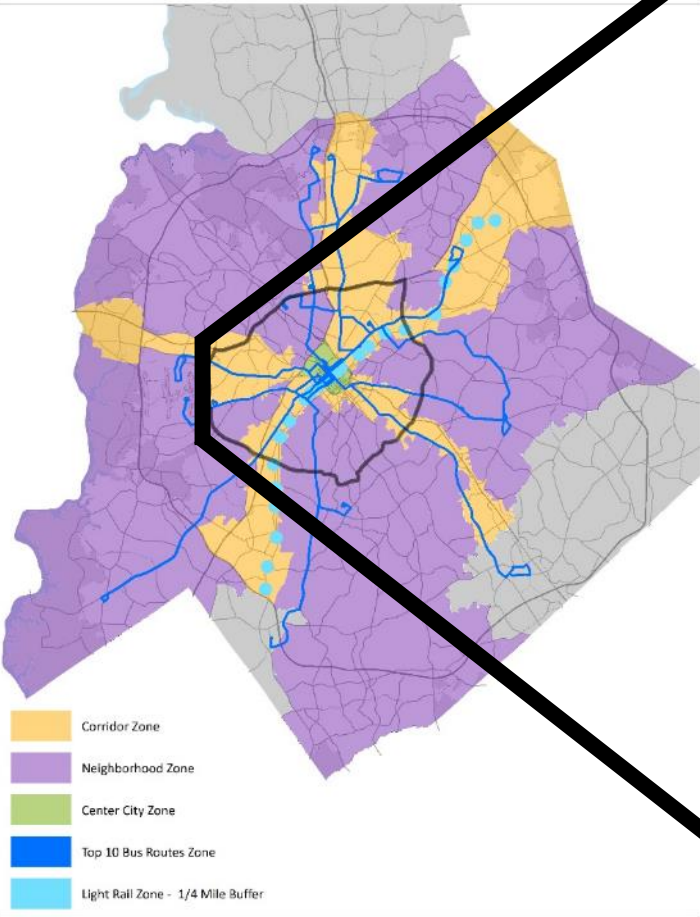 Corridor Zone
Neighborhood Zone
Center City Zone
Top 10 Bus Routes Zone
Light Rail Zone - 1/4 Mile Buffer